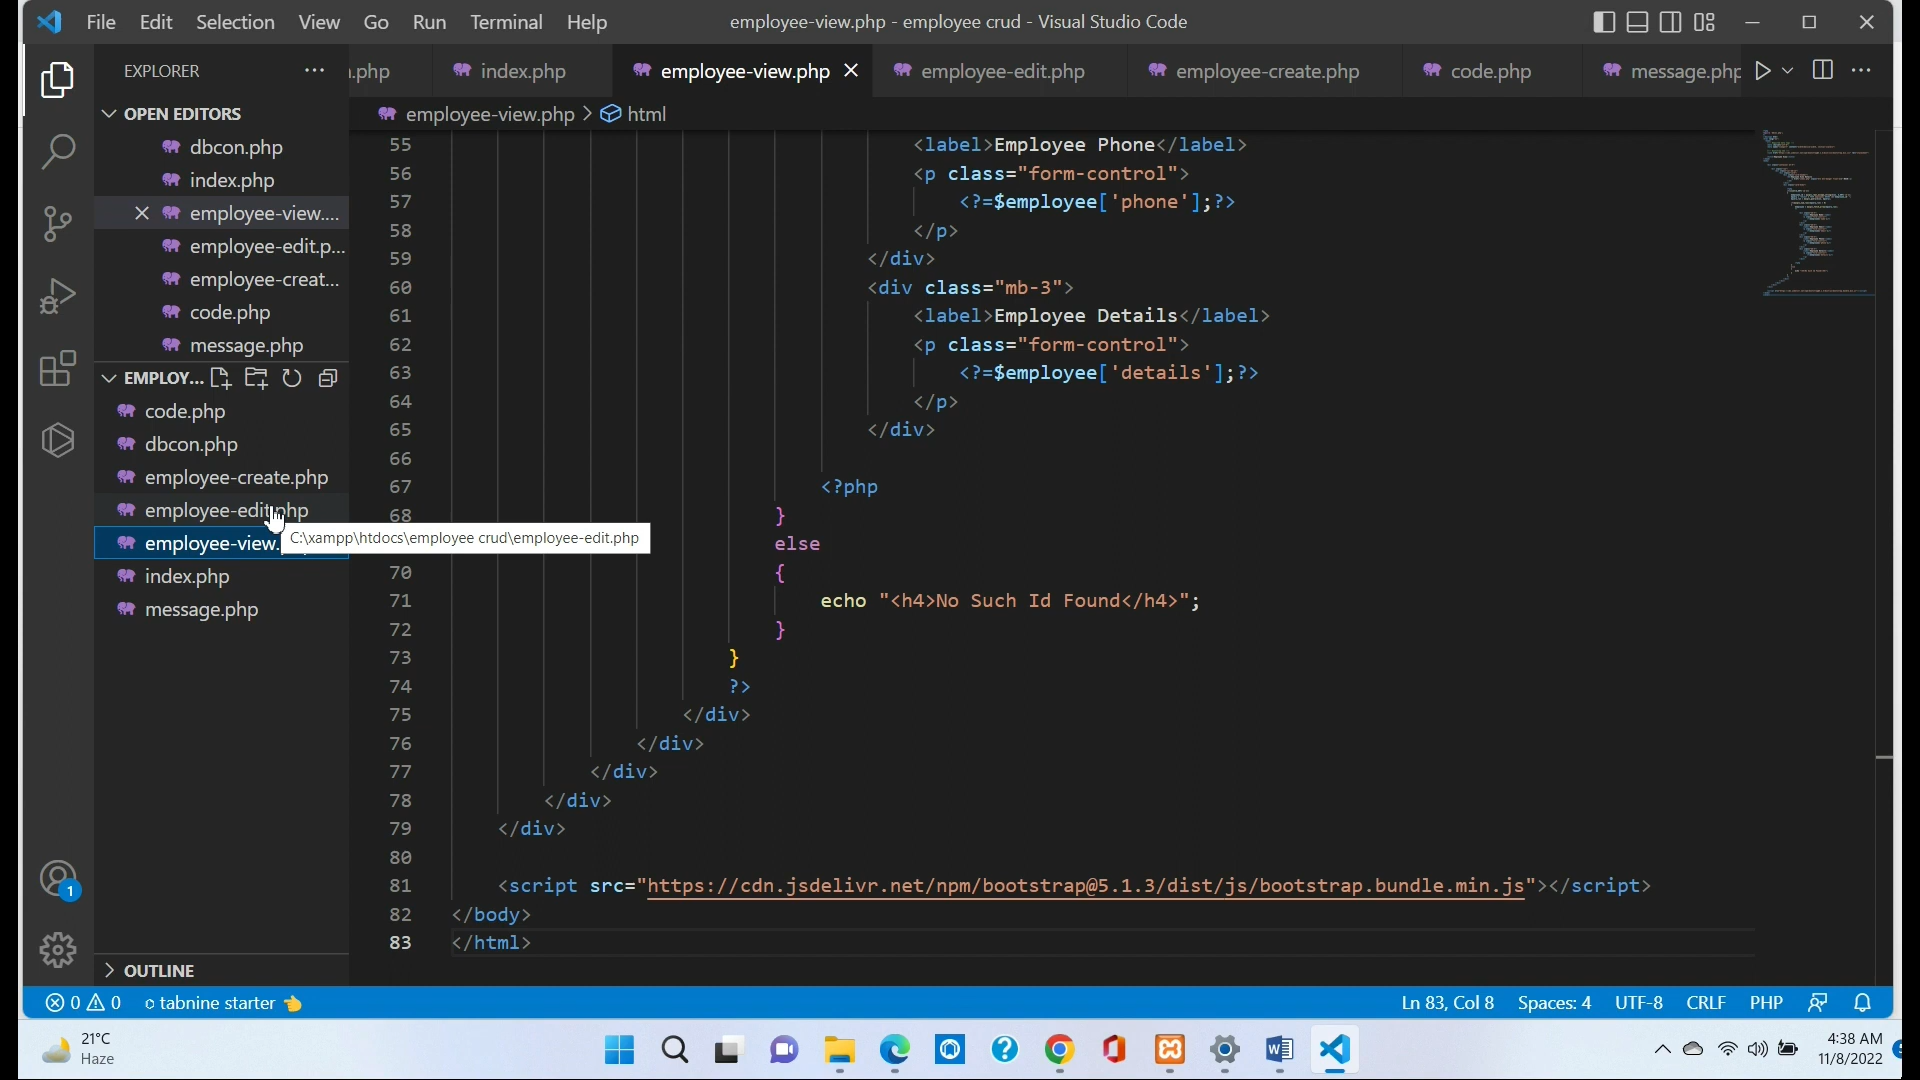 File Edit Selection View Go Run Terminal Help
employee-view.php - employee crud - Visual Studio Code
EXPLORER
.php index.php employee-view.php employee-edit.php employee-create.php code.php message.php
OPEN EDITORS
employee-view.php > html
dbcon.php
index.php
employee-view....
employee-edit.p...
employee-creat...
code.php
message.php
EMPLOY...
code.php
dbcon.php
employee-create.php
employee-edit.php
employee-view.
C:\xampp\htdocs\employee crud\employee-edit.php
index.php
message.php
OUTLINE
55 <label>Employee Phone</label>
56 <p class="form-control">
57 <?=$employee['phone'];?>
58 </p>
59 </div>
60 <div class="mb-3">
61 <label>Employee Details</label>
62 <p class="form-control">
63 <?=$employee['details'];?>
64 </p>
65 </div>
66
67 <?php
68 }
else
70 {
71 echo "<h4>No Such Id Found</h4>";
72 }
73 }
74 ?>
75 </div>
76 </div>
77 </div>
78 </div>
79 </div>
80
81 <script src="https://cdn.jsdelivr.net/npm/bootstrap@5.1.3/dist/js/bootstrap.bundle.min.js"></script>
82 </body>
83 </html>
1
0 0 tabnine starter
Ln 83, Col 8 Spaces: 4 UTF-8 CRLF PHP
21°C
Haze
4:38 AM
11/8/2022